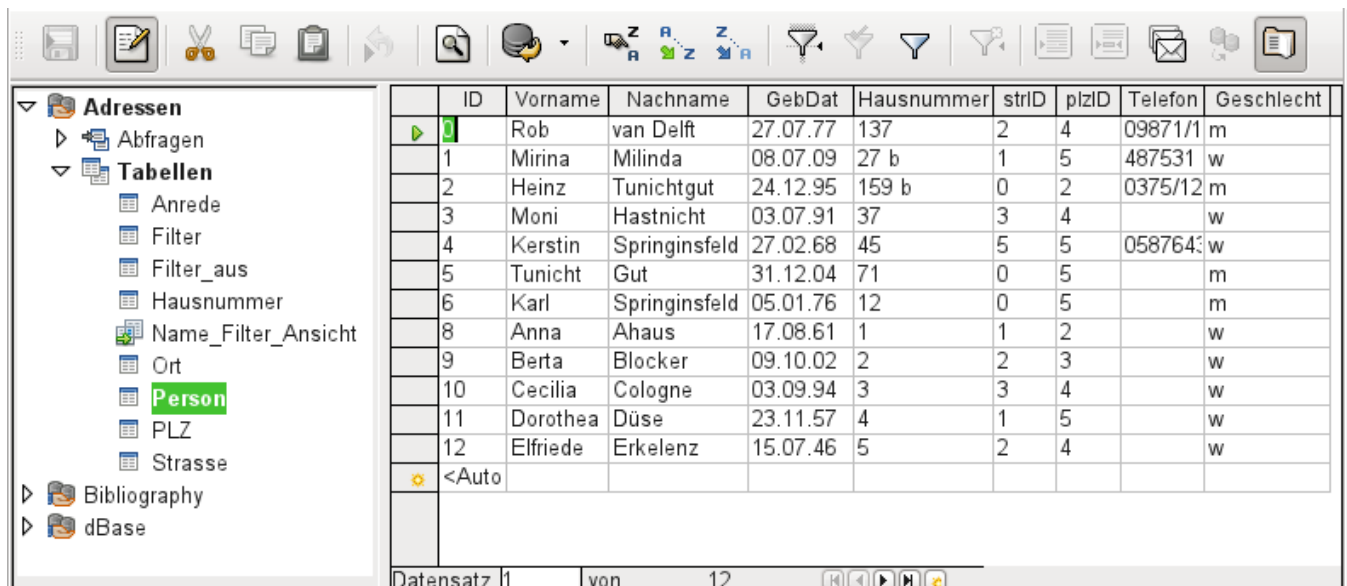 Adressen
Abfragen
Tabellen
Anrede
Filter
Filter_aus
Hausnummer
Name_Filter_Ansicht
Ort
Person
PLZ
Strasse
Bibliography
dBase
ID Vorname Nachname GebDat Hausnummer strID plzID Telefon Geschlecht
0 Rob van Delft 27.07.77 137 2 4 09871/1 m
1 Mirina Milinda 08.07.09 27 b 1 5 487531 w
2 Heinz Tunichtgut 24.12.95 159 b 0 2 0375/12 m
3 Moni Hastnicht 03.07.91 37 3 4 w
4 Kerstin Springinsfeld 27.02.68 45 5 5 058764 w
5 Tunicht Gut 31.12.04 71 0 5 m
6 Karl Springinsfeld 05.01.76 12 0 5 m
8 Anna Ahaus 17.08.61 1 1 2 w
9 Berta Blocker 09.10.02 2 2 3 w
10 Cecilia Cologne 03.09.94 3 3 4 w
11 Dorothea Düse 23.11.57 4 1 5 w
12 Elfriede Erkelenz 15.07.46 5 2 4 w
<Auto
Datensatz 1 von 12